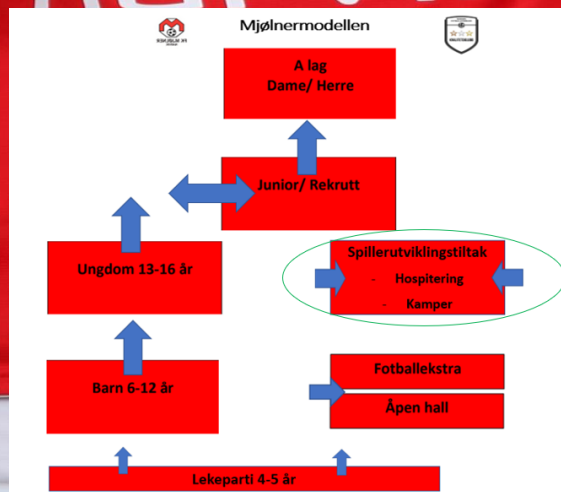 Mjølnermodellen
A lag
Dame/ Herre
Junior/ Rekrutt
Ungdom 13-16 år
Spillerutviklingstiltak
- Hospitering
- Kamper
Barn 6-12 år
Fotballekstra
Åpen hall
Lekeparti 4-5 år